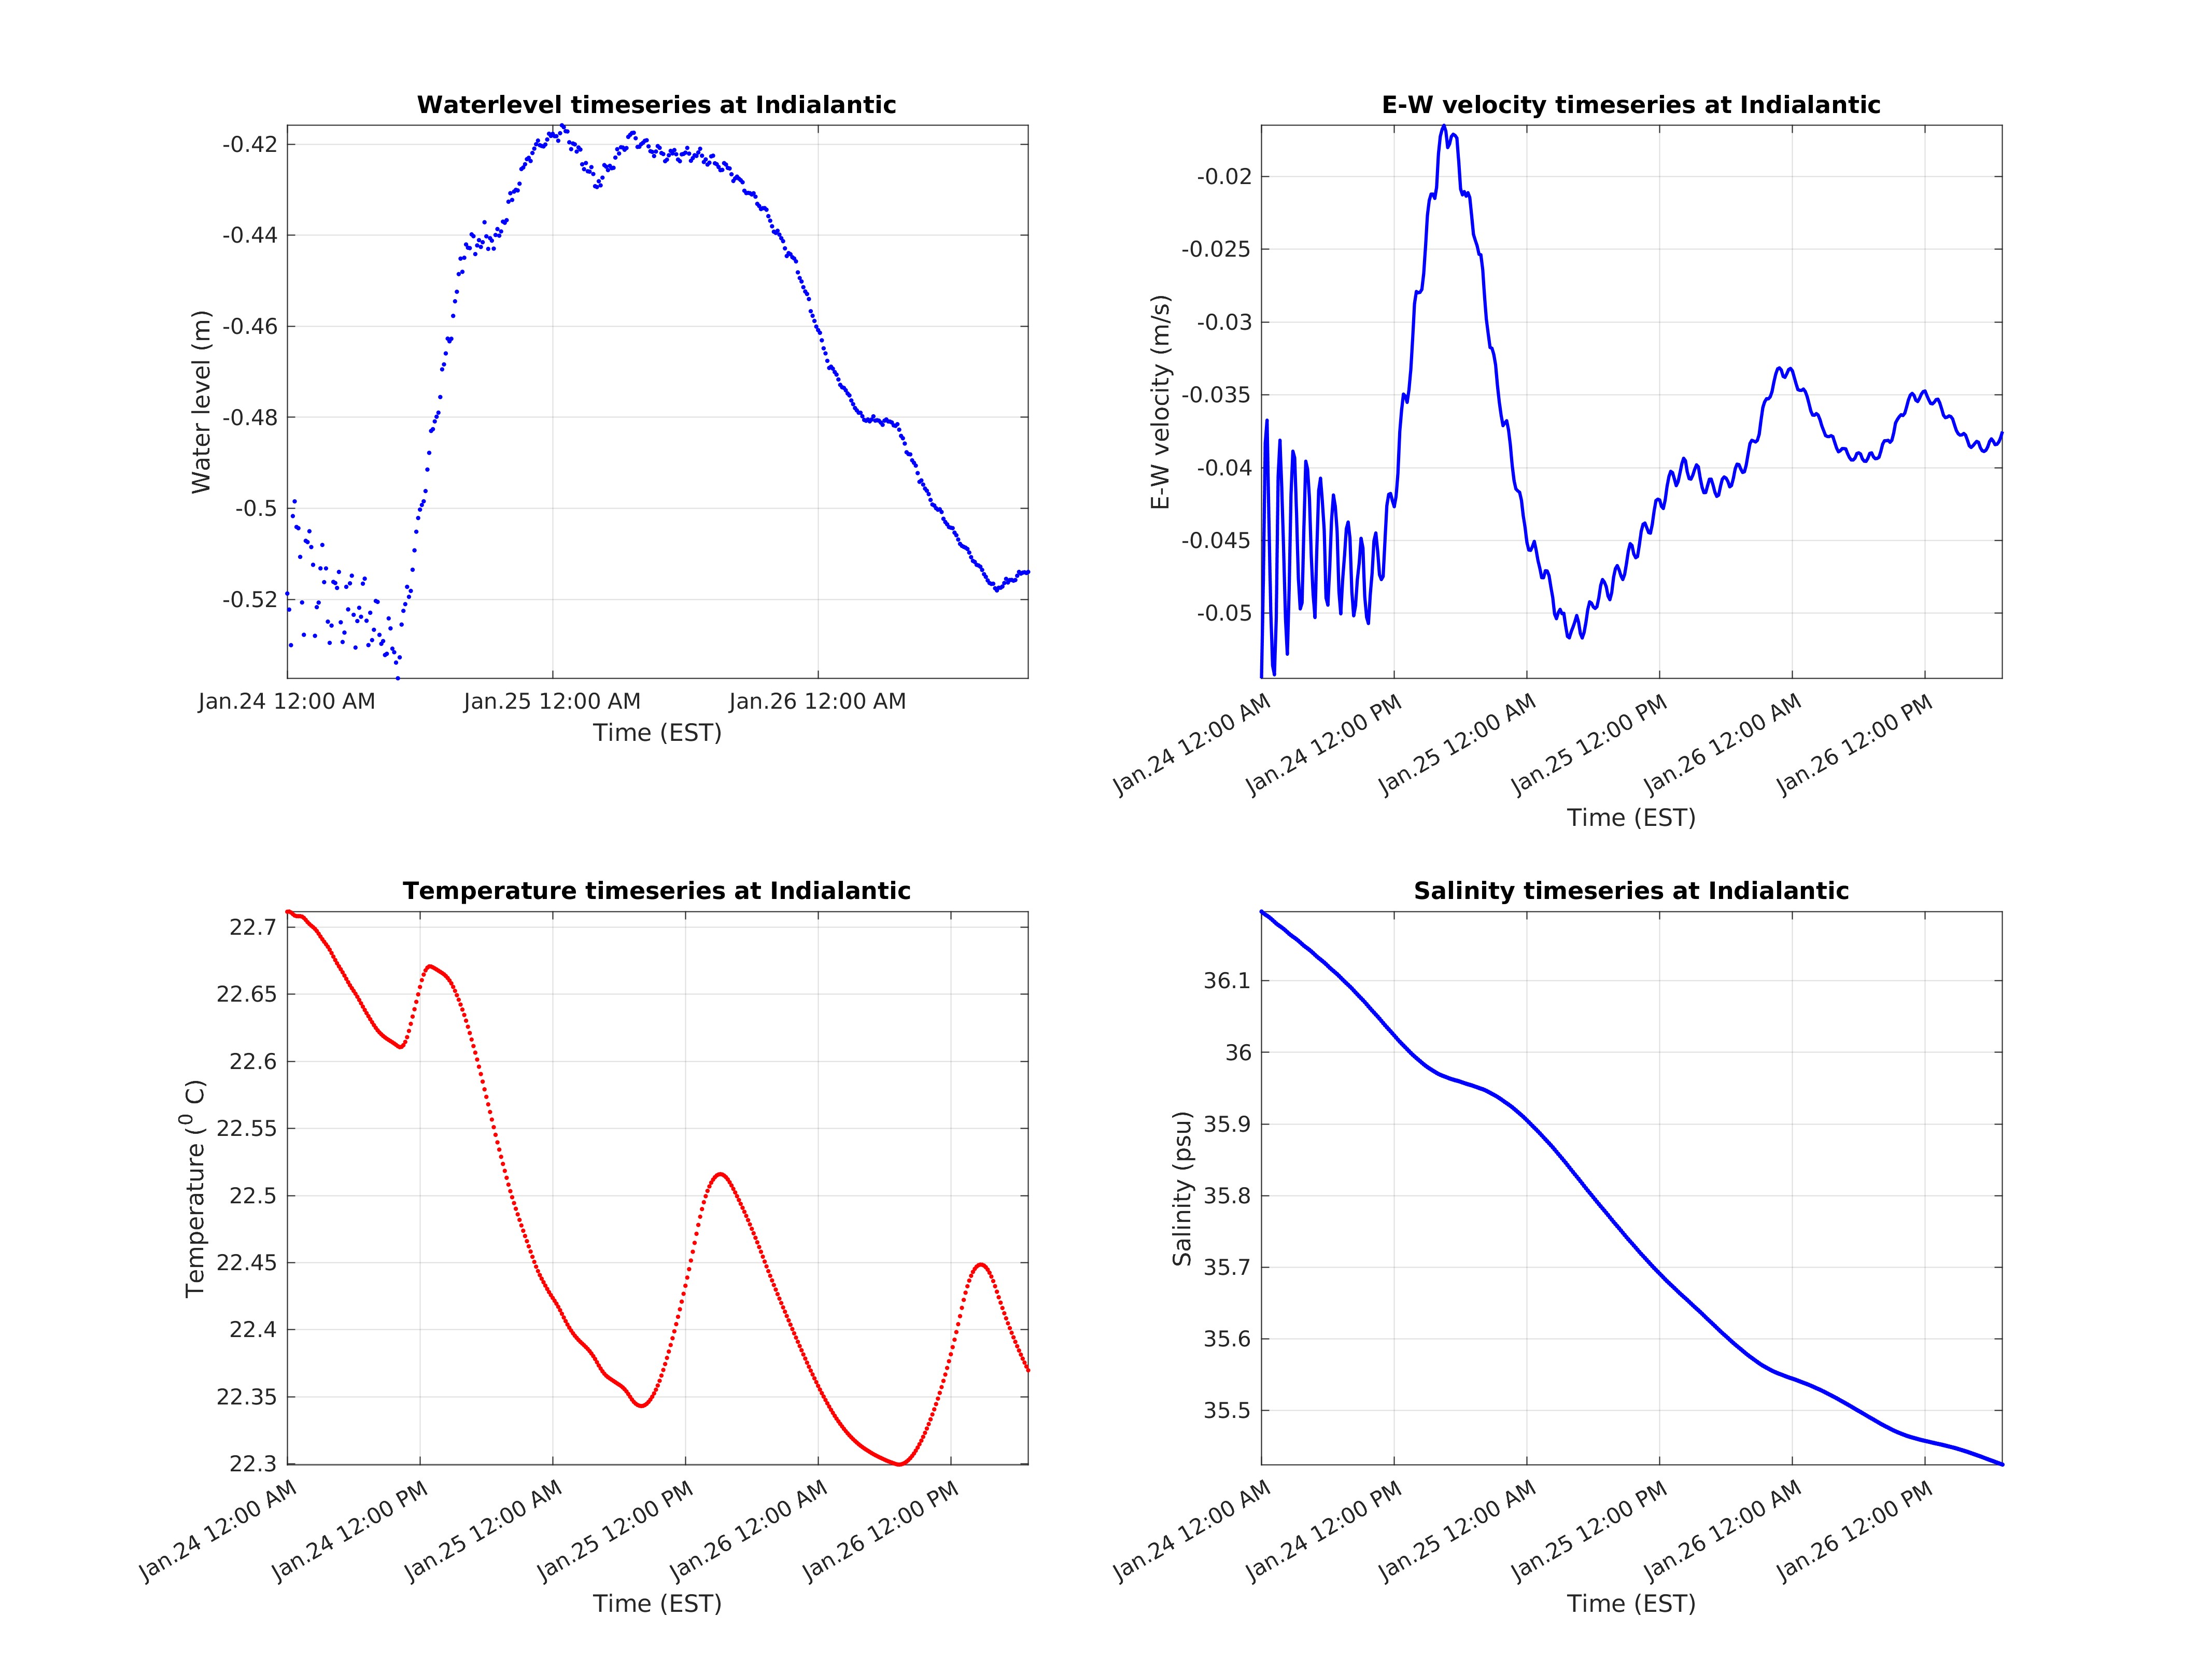 Waterlevel timeseries at Indialantic
-0.42
-0.44
-0.46
-0.48
-0.5
-0.52
Water level (m)
Jan.24 12:00 AM
Jan.25 12:00 AM
Jan.26 12:00 AM
Time (EST)
E-W velocity timeseries at Indialantic
-0.02
-0.025
-0.03
-0.035
-0.04
-0.045
-0.05
E-W velocity (m/s)
Jan.24 12:00 AM
Jan.24 12:00 PM
Jan.25 12:00 AM
Jan.25 12:00 PM
Jan.26 12:00 AM
Jan.26 12:00 PM
Time (EST)
Temperature timeseries at Indialantic
22.7
22.65
22.6
22.55
22.5
22.45
22.4
22.35
22.3
Temperature (⁰ C)
Jan.24 12:00 AM
Jan.24 12:00 PM
Jan.25 12:00 AM
Jan.25 12:00 PM
Jan.26 12:00 AM
Jan.26 12:00 PM
Time (EST)
Salinity timeseries at Indialantic
36.1
36
35.9
35.8
35.7
35.6
35.5
Salinity (psu)
Jan.24 12:00 AM
Jan.24 12:00 PM
Jan.25 12:00 AM
Jan.25 12:00 PM
Jan.26 12:00 AM
Jan.26 12:00 PM
Time (EST)